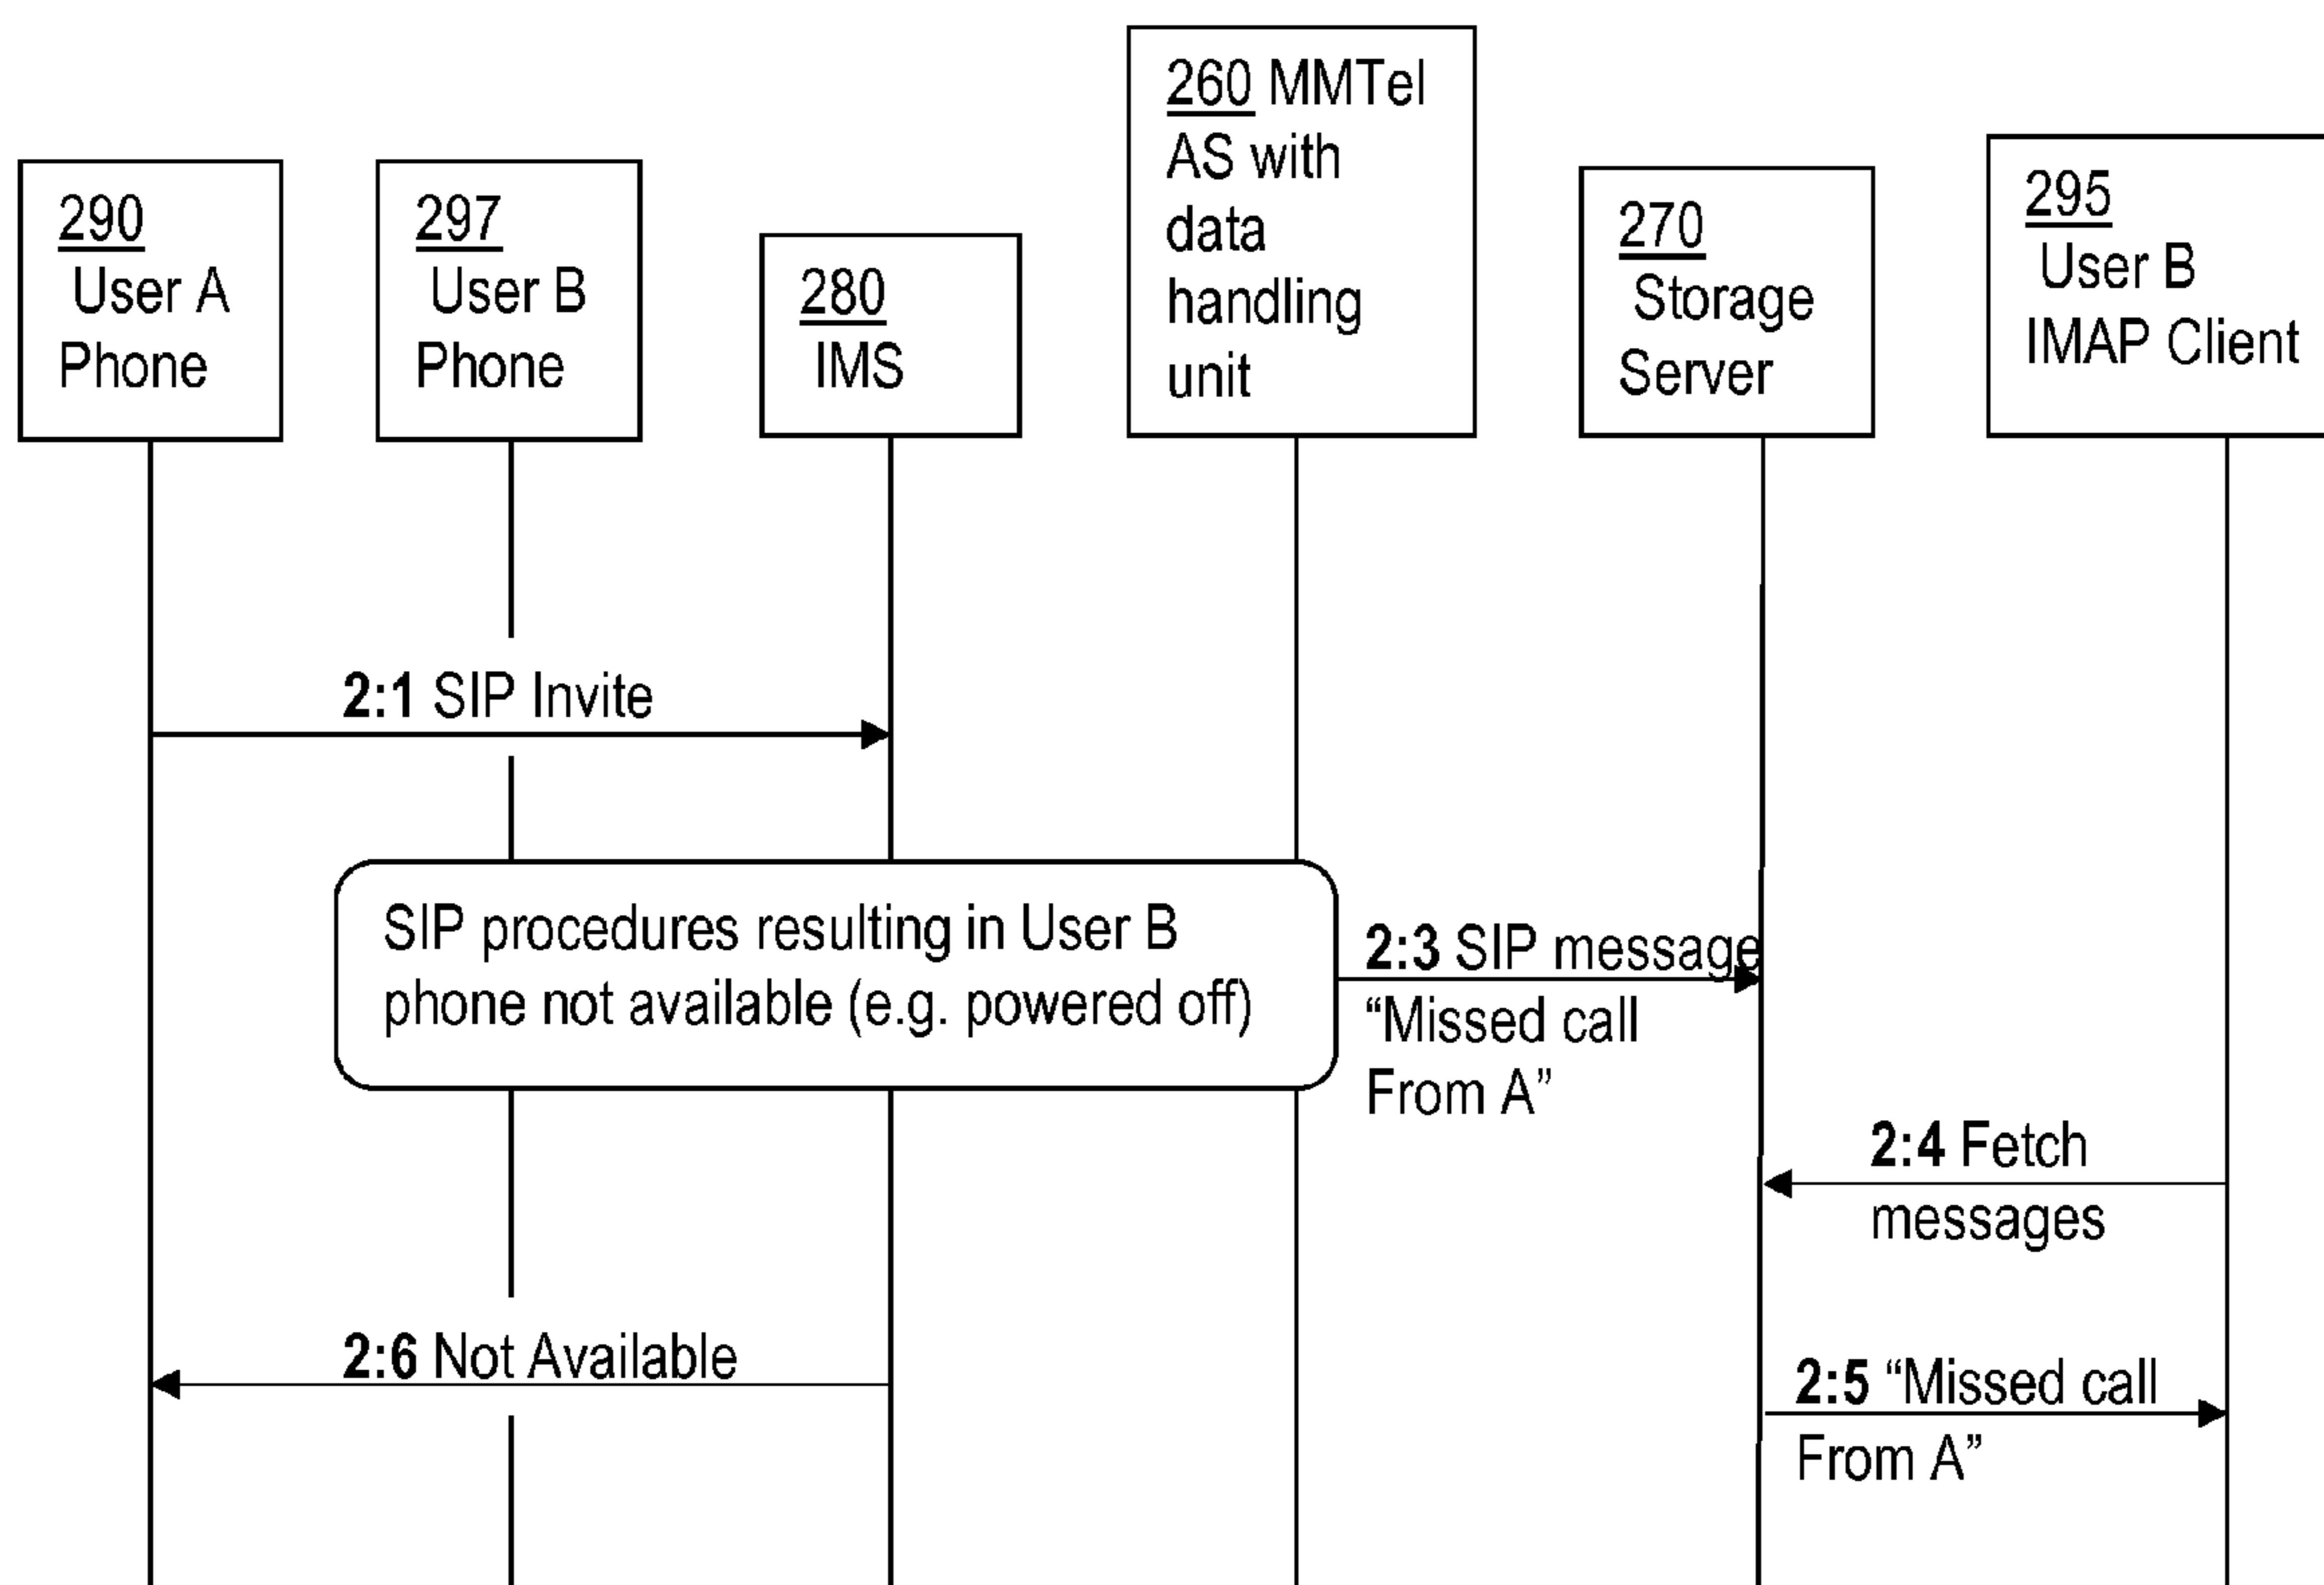 290
User A
Phone
297
User B
Phone
280
IMS
260 MMTel
AS with
data
handling
unit
270
Storage
Server
295
User B
IMAP Client
2:1 SIP Invite
SIP procedures resulting in User B
phone not available (e.g. powered off)
2:3 SIP message
“Missed call
From A”
2:4 Fetch
messages
2:6 Not Available
2:5 “Missed call
From A”